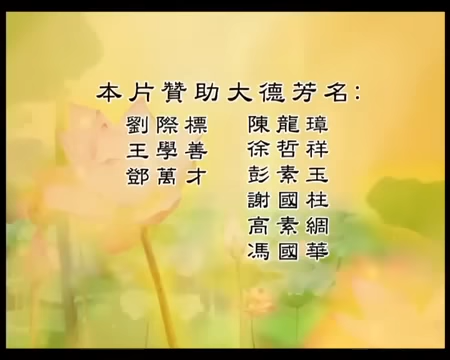 本片贊助大德芳名:
劉際標 陳龍璋
王學善 徐哲祥
鄧萬才 彭素玉
謝國柱
高素綢
馮國華